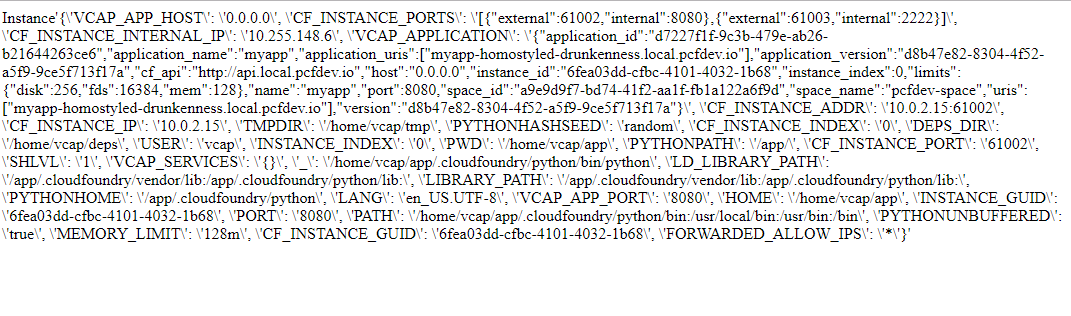 Instance'{\'VCAP_APP_HOST\': \'0.0.0.0\', \'CF_INSTANCE_PORTS\': \'[{"external":61002,"internal":8080},{"external":61003,"internal":2222}]\',
\'CF_INSTANCE_INTERNAL_IP\': \'10.255.148.6\', \'VCAP_APPLICATION\': \'{"application_id":"d7227f1f-9c3b-479e-ab26-
b21644263ce6","application_name":"myapp","application_uris":["myapp-homostyled-drunkenness.local.pcfdev.io"],"application_version":"d8b47e82-8304-4f52-
a5f9-9ce5f713f17a","cf_api":"http://api.local.pcfdev.io","host":"0.0.0.0","instance_id":"6fea03dd-cfbc-4101-4032-1b68","instance_index":0,"limits":
{"disk":256,"fds":16384,"mem":128},"name":"myapp","port":8080,"space_id":"a9e9d9f7-bd74-41f2-aa1f-fb1a122a6f9d","space_name":"pcfdev-space","uris":
["myapp-homostyled-drunkenness.local.pcfdev.io"],"version":"d8b47e82-8304-4f52-a5f9-9ce5f713f17a"}\', \'CF_INSTANCE_ADDR\': \'10.0.2.15:61002\',
\'CF_INSTANCE_IP\': \'10.0.2.15\', \'TMPDIR\': \'/home/vcap/tmp\', \'PYTHONHASHSEED\': \'random\', \'CF_INSTANCE_INDEX\': \'0\', \'DEPS_DIR\':
\'/home/vcap/deps\', \'USER\': \'vcap\', \'INSTANCE_INDEX\': \'0\', \'PWD\': \'/home/vcap/app\', \'PYTHONPATH\': \'/app/\', \'CF_INSTANCE_PORT\': \'61002\',
\'SHLVL\': \'1\', \'VCAP_SERVICES\': \'{}\', \'_\': \'/home/vcap/app/.cloudfoundry/python/bin/python\', \'LD_LIBRARY_PATH\':
\'/app/.cloudfoundry/vendor/lib:/app/.cloudfoundry/python/lib:\', \'LIBRARY_PATH\': \'/app/.cloudfoundry/vendor/lib:/app/.cloudfoundry/python/lib:\',
\'PYTHONHOME\': \'/app/.cloudfoundry/python\', \'LANG\': \'en_US.UTF-8\', \'VCAP_APP_PORT\': \'8080\', \'HOME\': \'/home/vcap/app\', \'INSTANCE_GUID\':
\'6fea03dd-cfbc-4101-4032-1b68\', \'PORT\': \'8080\', \'PATH\': \'/home/vcap/app/.cloudfoundry/python/bin:/usr/local/bin:/usr/bin:/bin\', \'PYTHONUNBUFFERED\':
\'true\', \'MEMORY_LIMIT\': \'128m\', \'CF_INSTANCE_GUID\': \'6fea03dd-cfbc-4101-4032-1b68\', \'FORWARDED_ALLOW_IPS\': \'*\'}'